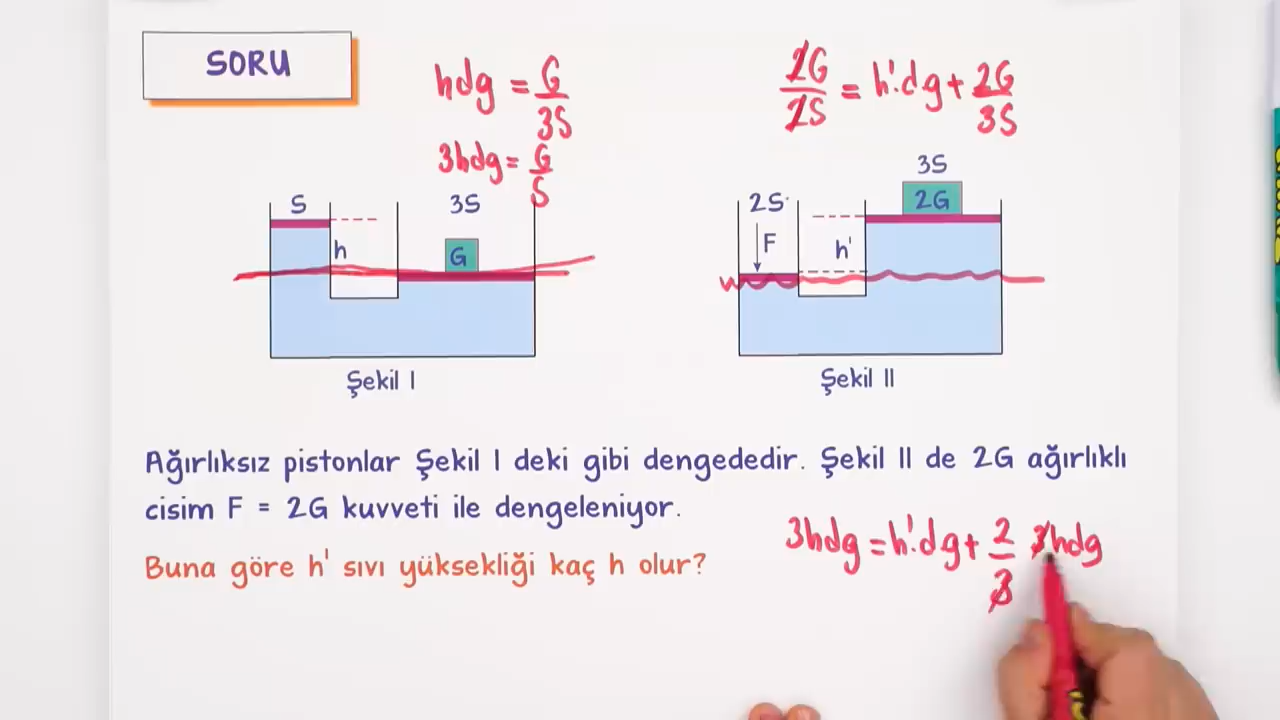 SORU
hdg = G/3S
3hdg = G/S
2G/2S = h'.dg + 2G/3S
S
3S
h
G
Şekil I
3S
2S
2G
F
h'
Şekil II
Ağırlıksız pistonlar Şekil I deki gibi dengededir. Şekil II de 2G ağırlıklı
cisim F = 2G kuvveti ile dengeleniyor.
Buna göre h' sıvı yüksekliği kaç h olur?
3hdg = h'.dg + 2/3 3hdg